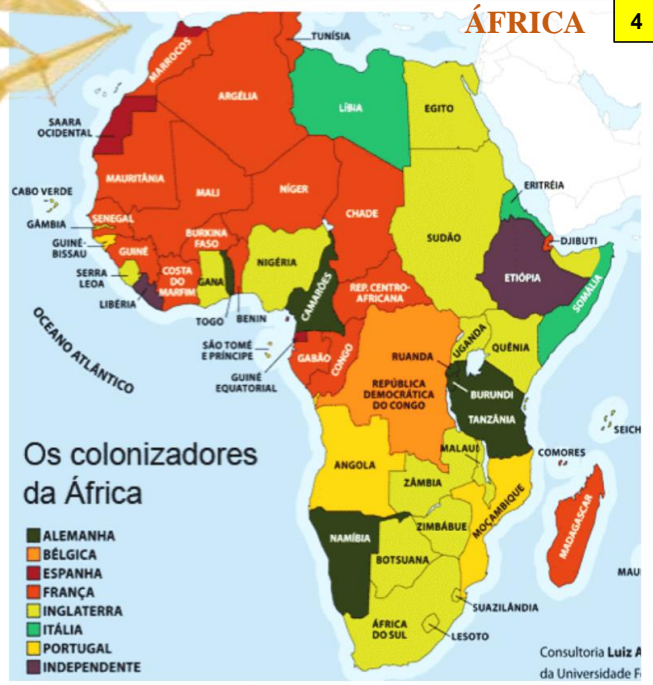 ÁFRICA
4
TUNÍSIA
MARROCOS
ARGÉLIA
LÍBIA
EGITO
SAARA
OCIDENTAL
MAURITÂNIA
MALI
NÍGER
CHADE
SUDÃO
ERITRÉIA
CABO VERDE
SENEGAL
GÂMBIA
BURKINA
FASO
DJIBUTI
GUINÉ-
BISSAU
GUINÉ
NIGÉRIA
ETIÓPIA
SERRA
LEOA
COSTA
DO
MARFIM
GANA
CAMARÕES
REP. CENTRO-
AFRICANA
SOMÁLIA
LIBÉRIA
TOGO
BENIN
OCEANO ATLÂNTICO
SÃO TOMÉ
E PRÍNCIPE
GABÃO
CONGO
UGANDA
QUÊNIA
RUANDA
GUINÉ
EQUATORIAL
REPÚBLICA
DEMOCRÁTICA
DO CONGO
BURUNDI
TANZÂNIA
SEICH
Os colonizadores
da África
MALAUI
COMORES
ANGOLA
ZÂMBIA
MOÇAMBIQUE
MADAGASCAR
ALEMANHA
BÉLGICA
ESPANHA
FRANÇA
INGLATERRA
ITÁLIA
PORTUGAL
INDEPENDENTE
NAMÍBIA
ZIMBÁBUE
BOTSUANA
MAU
SUAZILÂNDIA
ÁFRICA
DO SUL
LESOTO
Consultoria Luiz A
da Universidade F